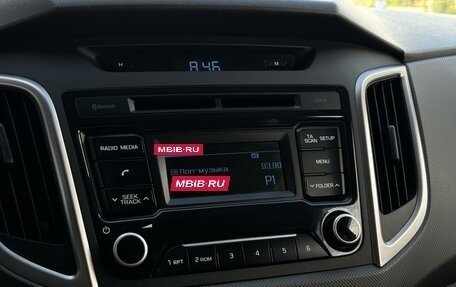 H 8:46 M
Bluetooth MP3
RADIO MEDIA
MBIB·RU
TA SCAN SETUP
Поп-музыка 93.90
MENU
MBIB·RU P1
SEEK TRACK
FOLDER
1 RPT 2 RDM 3 4 5 6